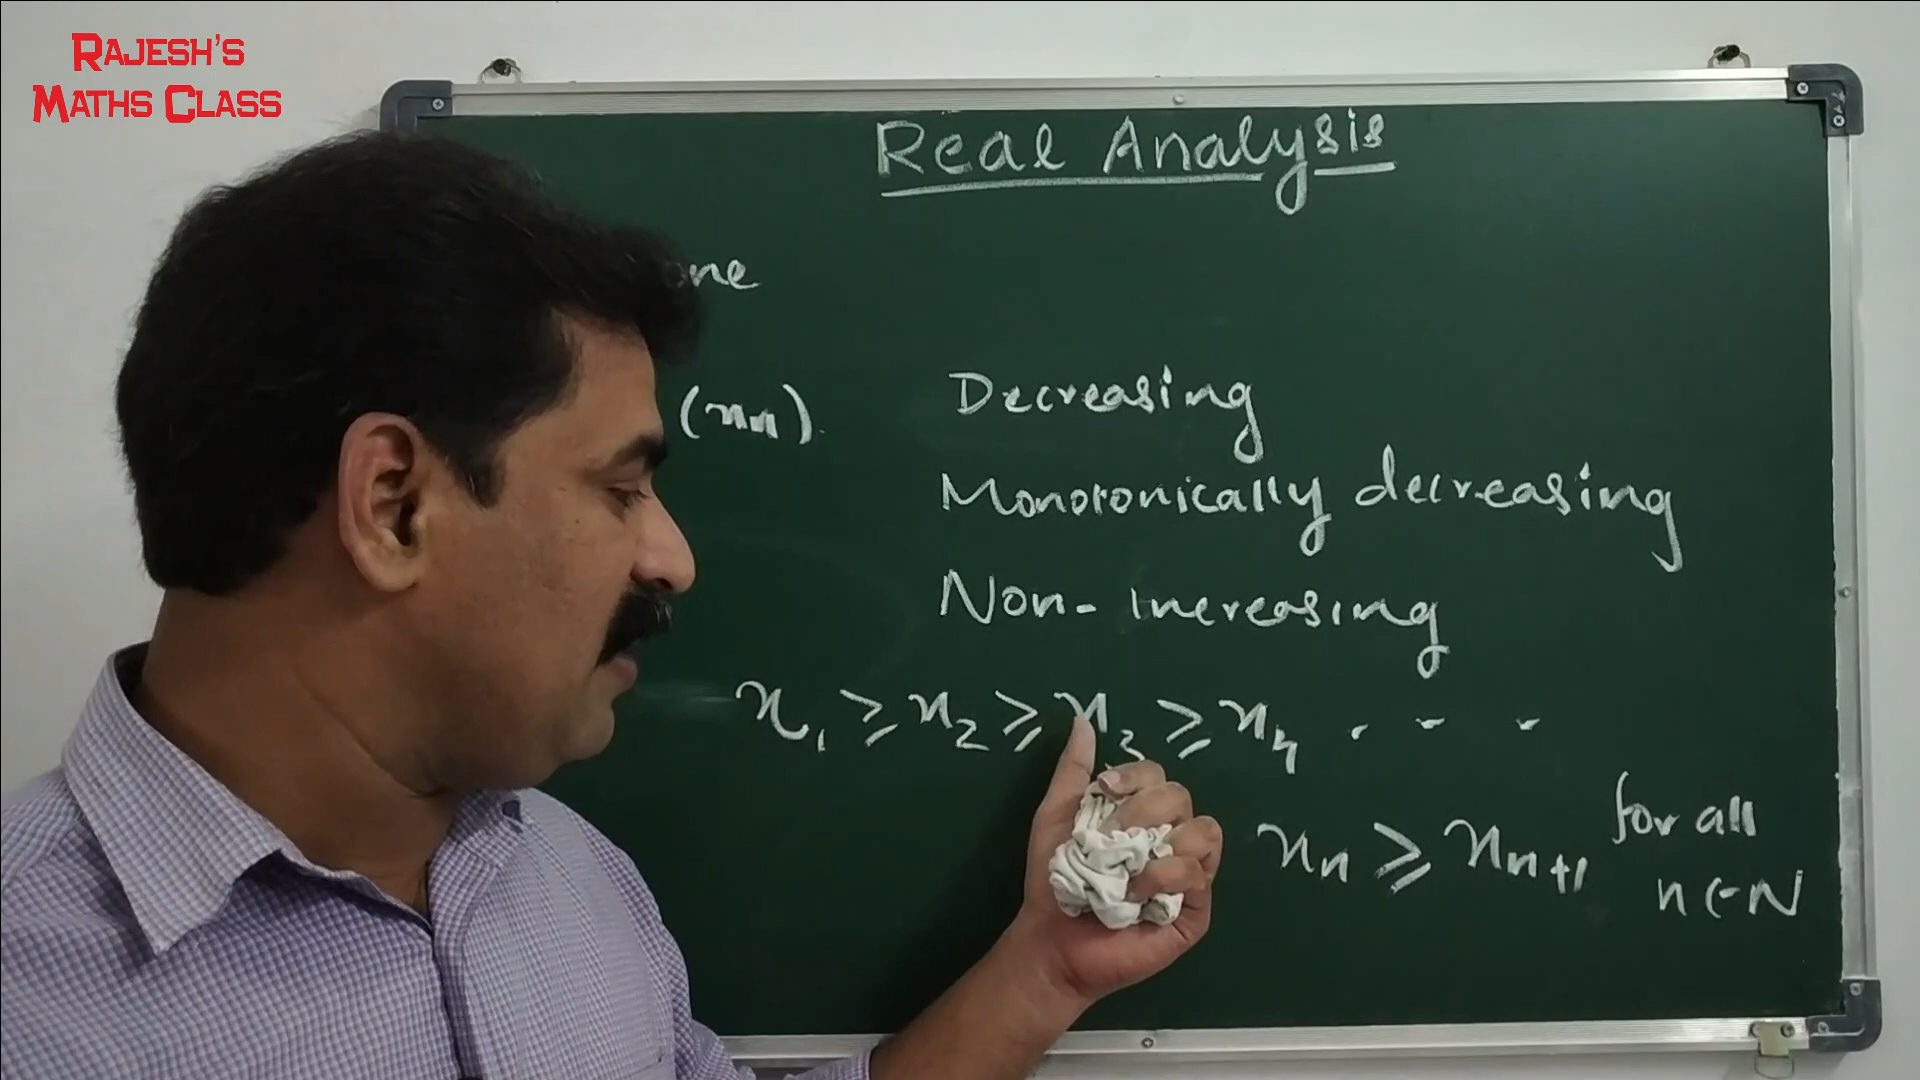 RAJESH'S
MATHS CLASS
Real Analysis
one
(xn).
Decreasing
Monotonically decreasing
Non-increasing
x1 ≥ x2 ≥ x3 ≥ x4 . . .
xn ≥ xn+1 for all
n ∈ N